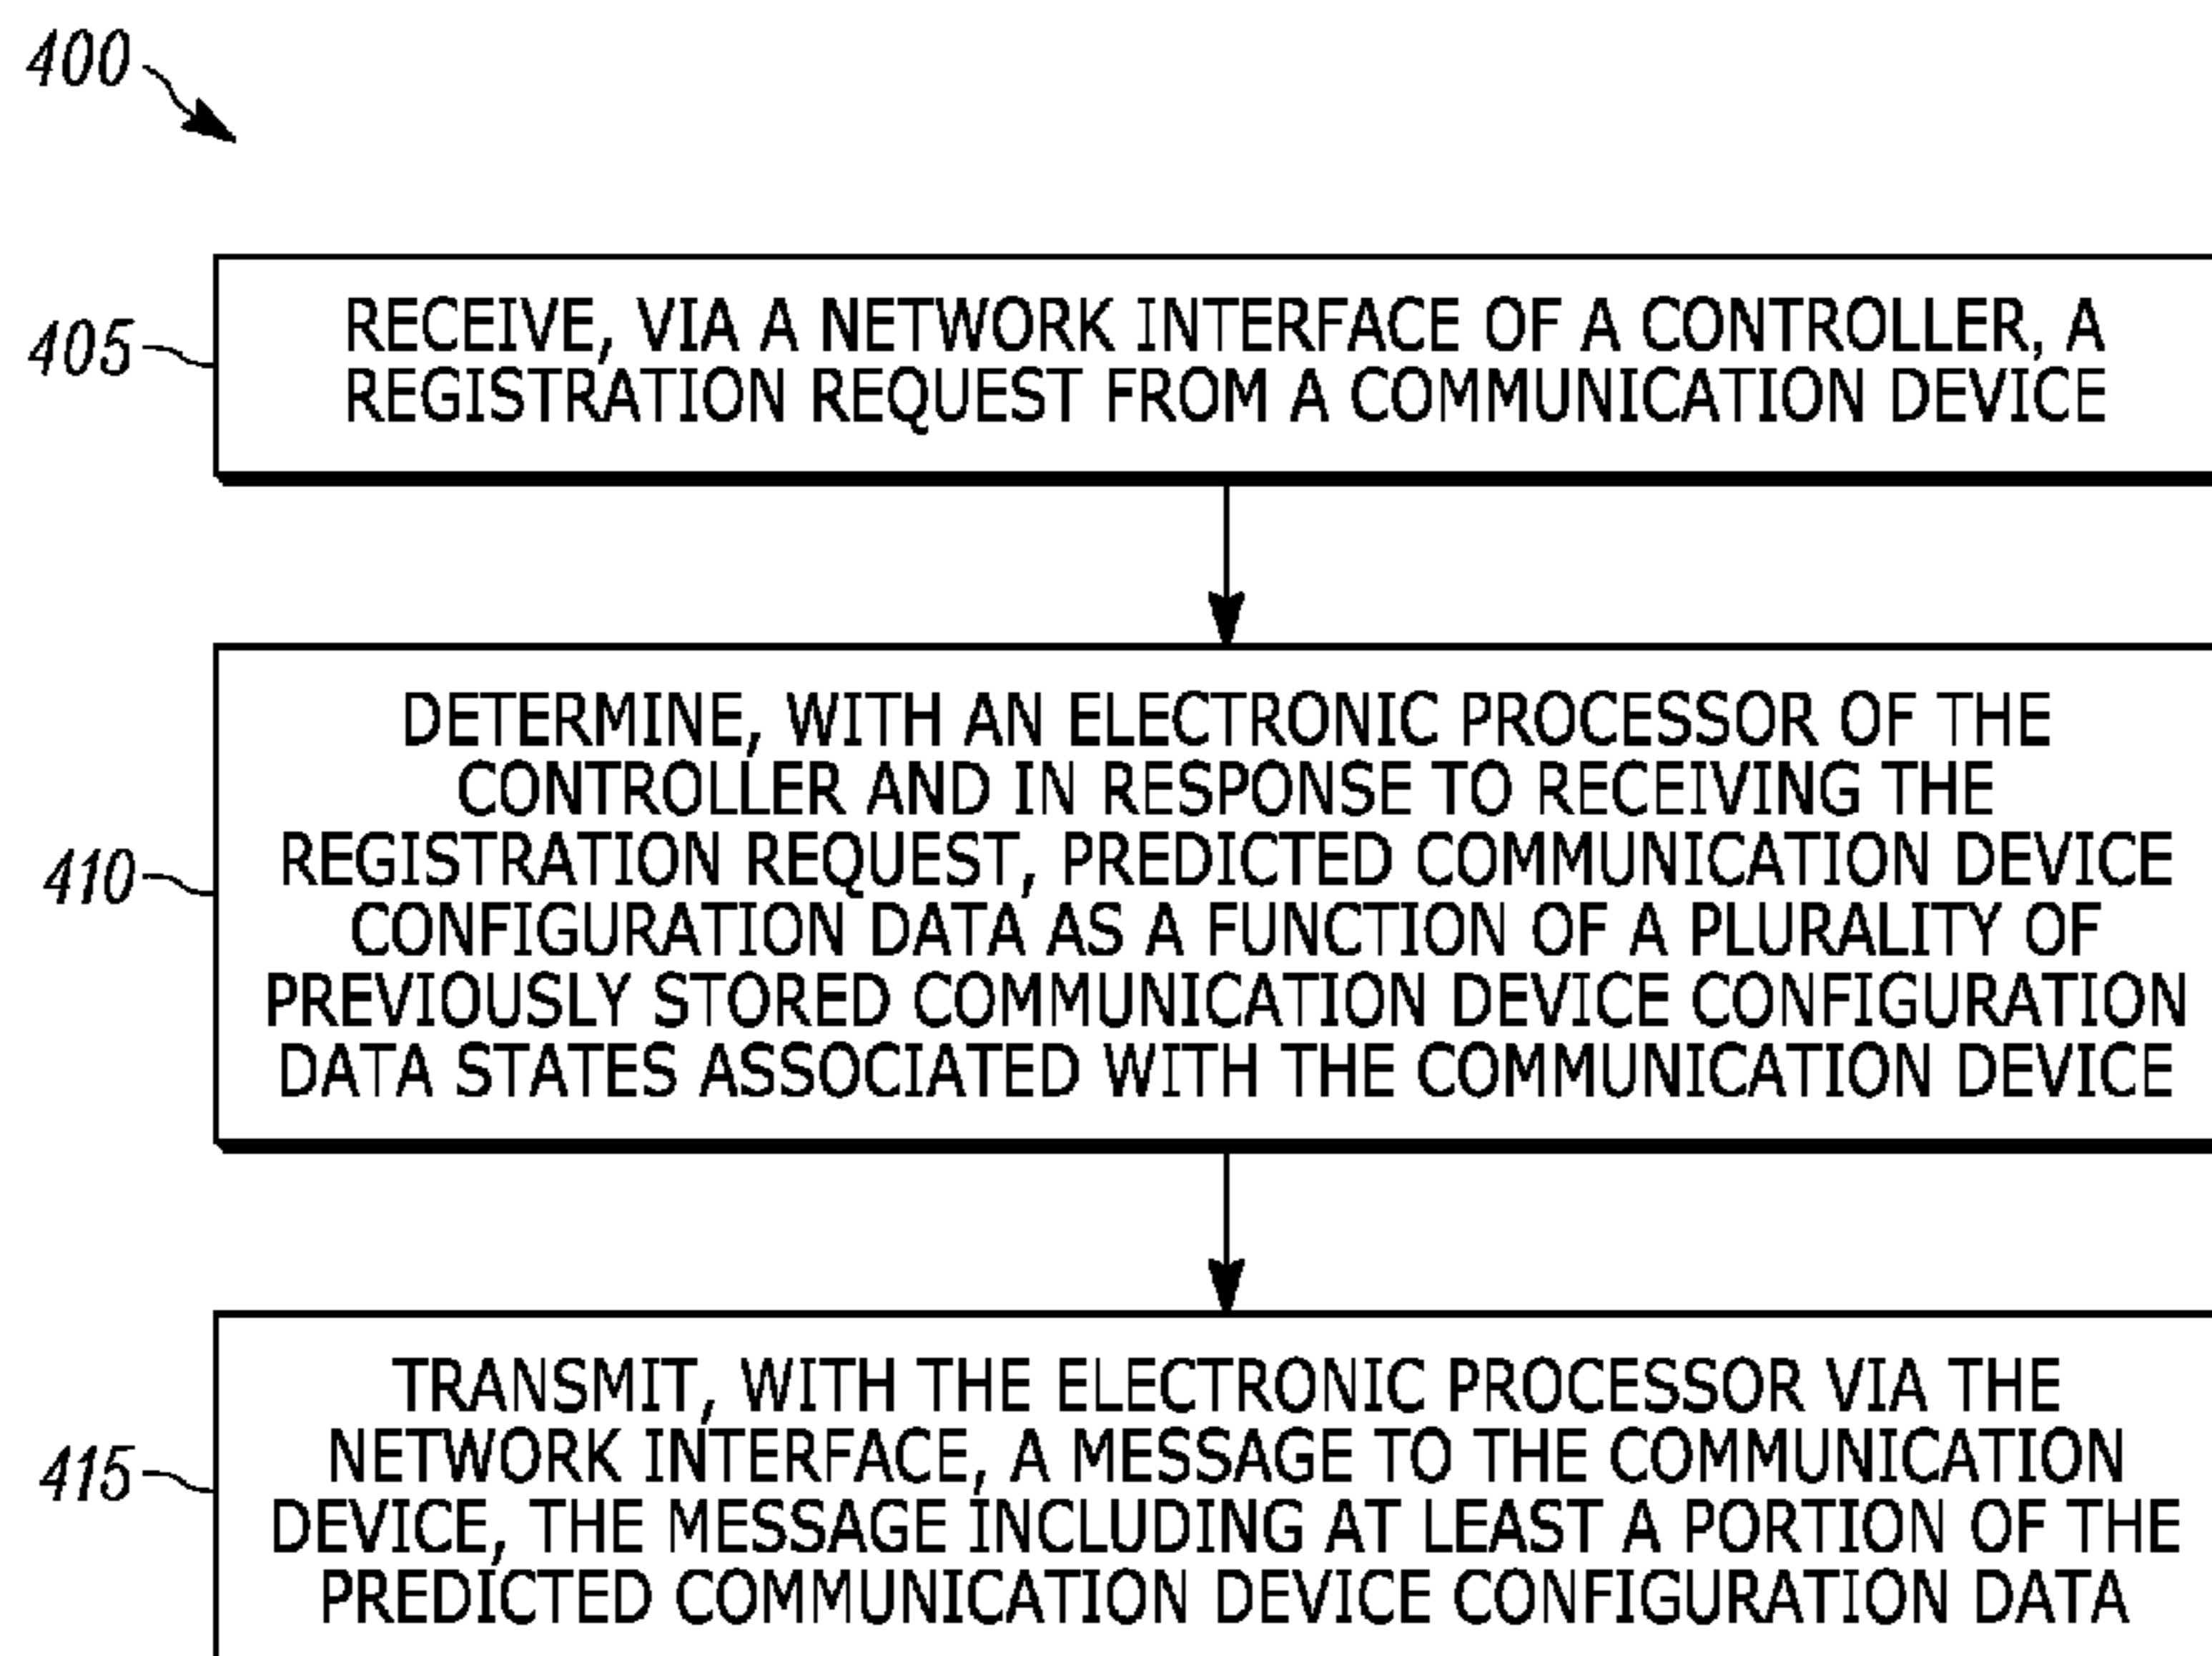 400
405
RECEIVE, VIA A NETWORK INTERFACE OF A CONTROLLER, A
REGISTRATION REQUEST FROM A COMMUNICATION DEVICE
410
DETERMINE, WITH AN ELECTRONIC PROCESSOR OF THE
CONTROLLER AND IN RESPONSE TO RECEIVING THE
REGISTRATION REQUEST, PREDICTED COMMUNICATION DEVICE
CONFIGURATION DATA AS A FUNCTION OF A PLURALITY OF
PREVIOUSLY STORED COMMUNICATION DEVICE CONFIGURATION
DATA STATES ASSOCIATED WITH THE COMMUNICATION DEVICE
415
TRANSMIT, WITH THE ELECTRONIC PROCESSOR VIA THE
NETWORK INTERFACE, A MESSAGE TO THE COMMUNICATION
DEVICE, THE MESSAGE INCLUDING AT LEAST A PORTION OF THE
PREDICTED COMMUNICATION DEVICE CONFIGURATION DATA